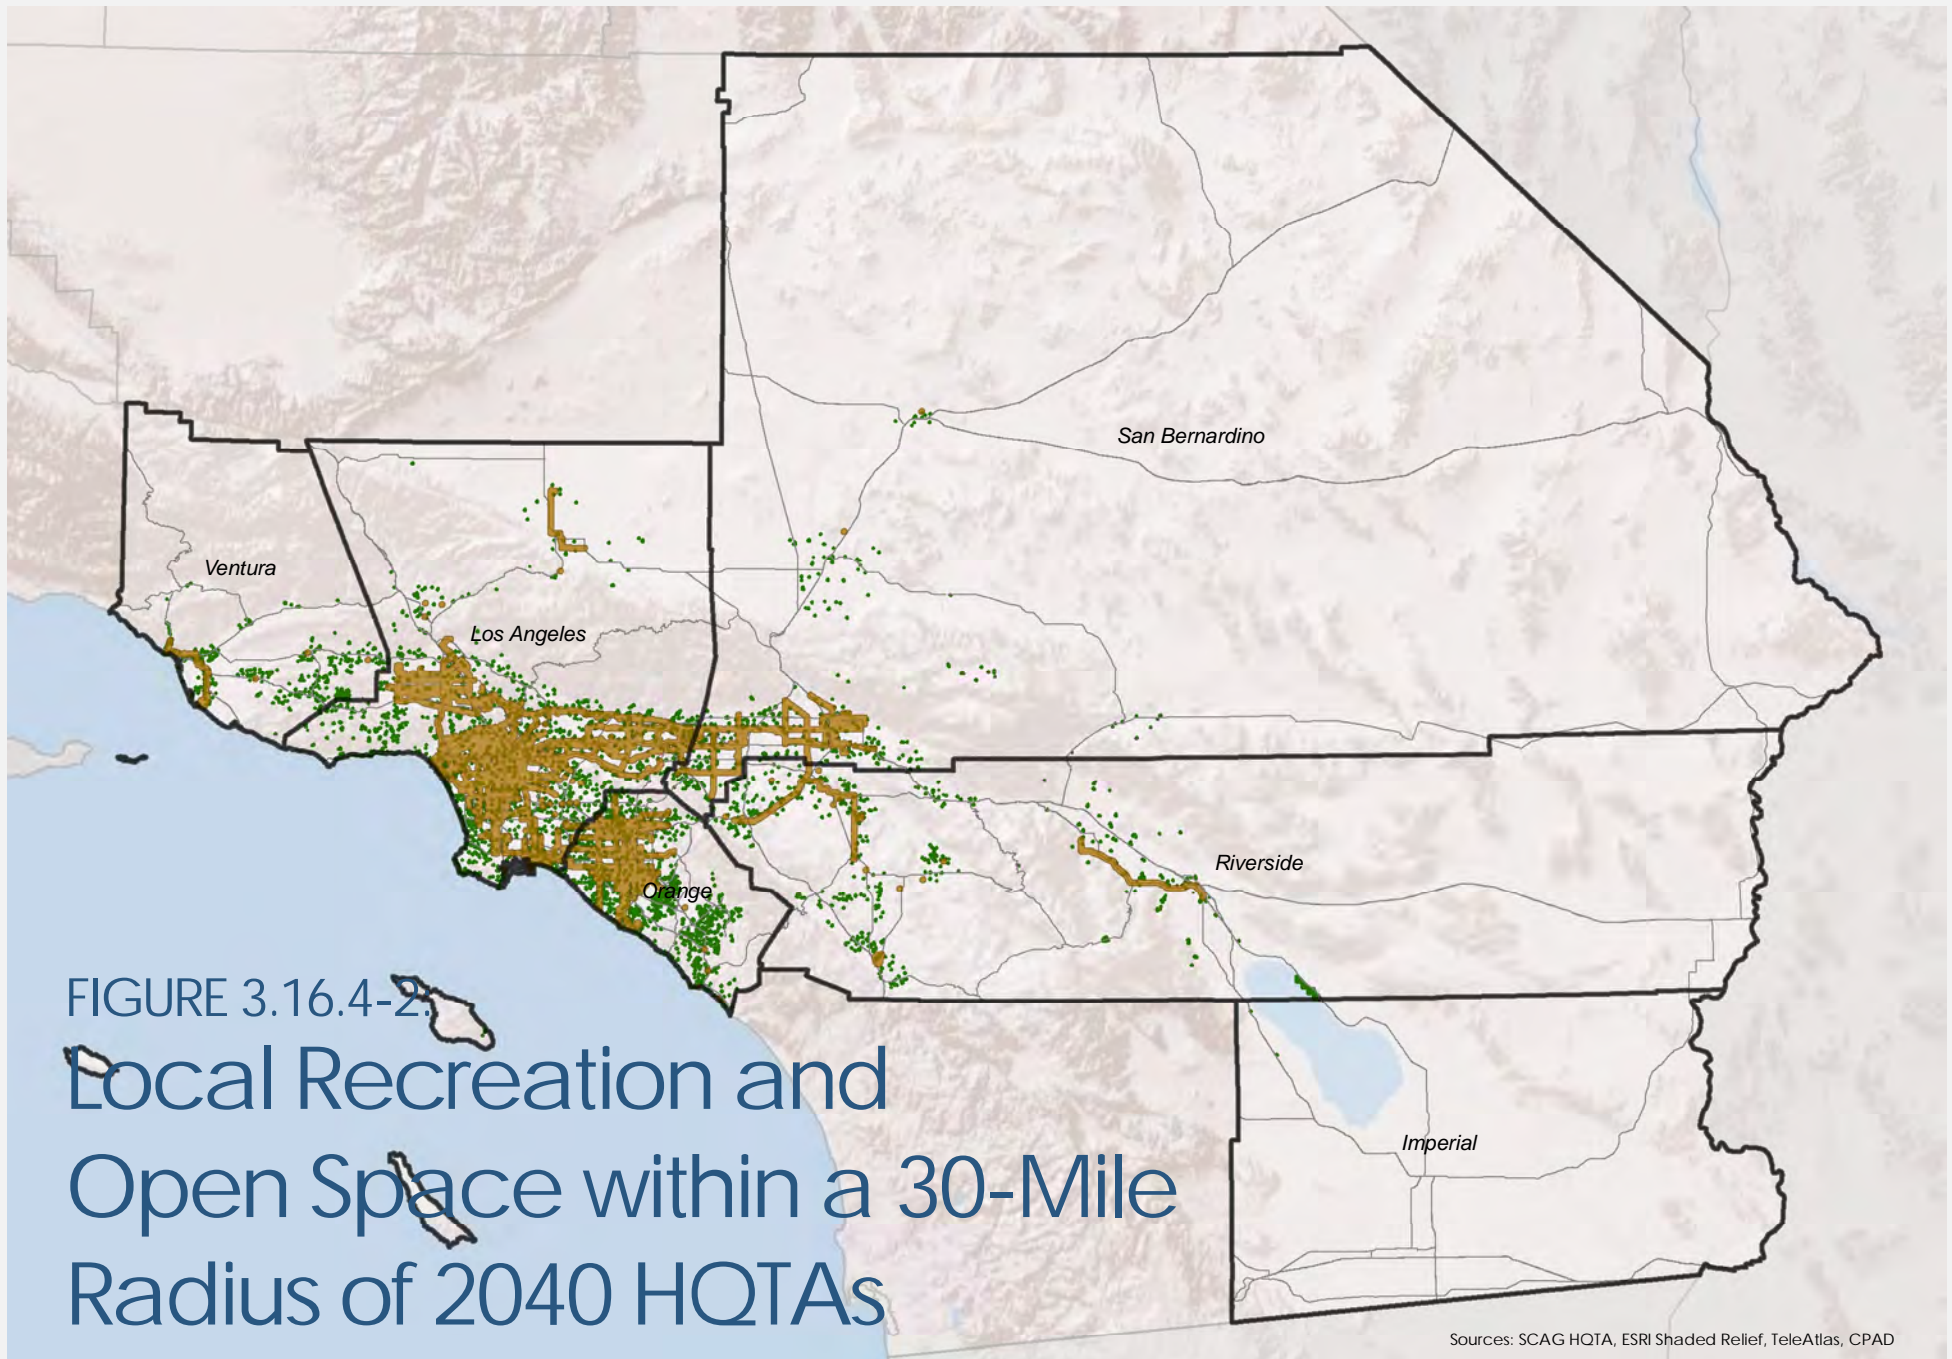 San Bernardino
Ventura
Los Angeles
Riverside
Orange
FIGURE 3.16.4-2:
Local Recreation and
Open Space within a 30-Mile
Radius of 2040 HQTAs
Imperial
Sources: SCAG HQTA, ESRI Shaded Relief, TeleAtlas, CPAD